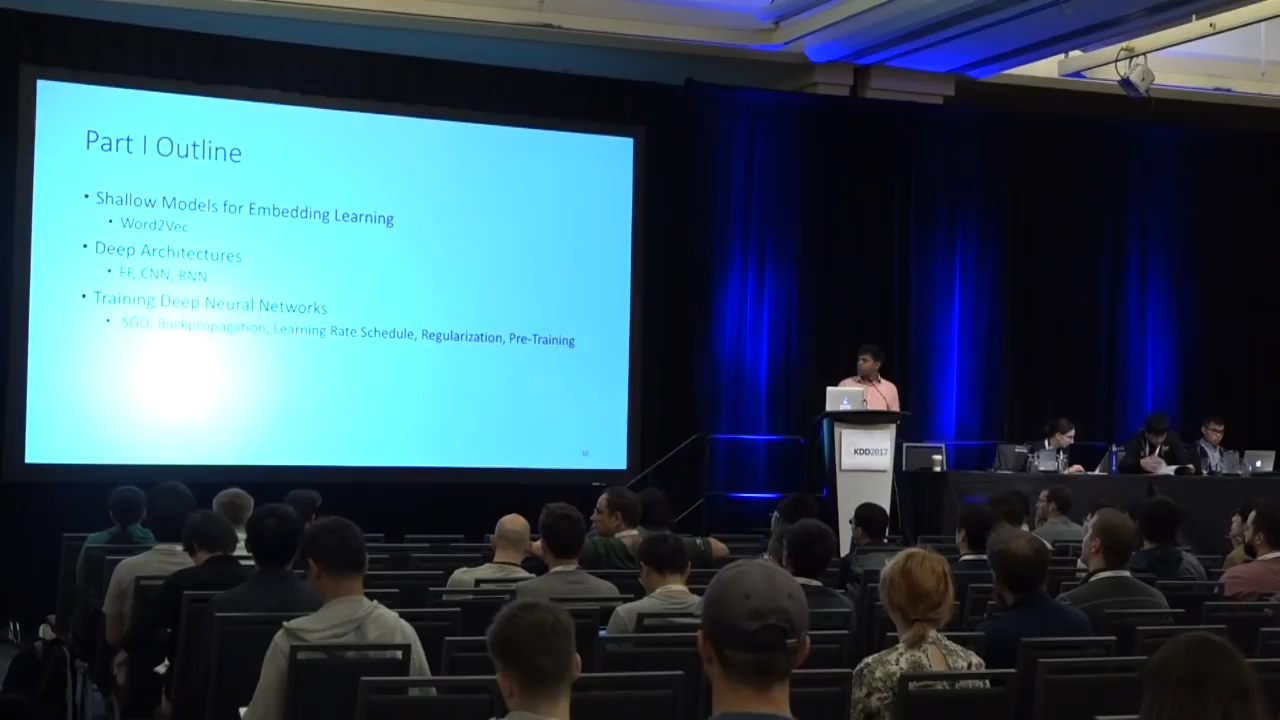 Part I Outline
• Shallow Models for Embedding Learning
• Word2Vec
• Deep Architectures
• FF, CNN, RNN
• Training Deep Neural Networks
• SGD, Backpropagation, Learning Rate Schedule, Regularization, Pre-Training
KDD2017